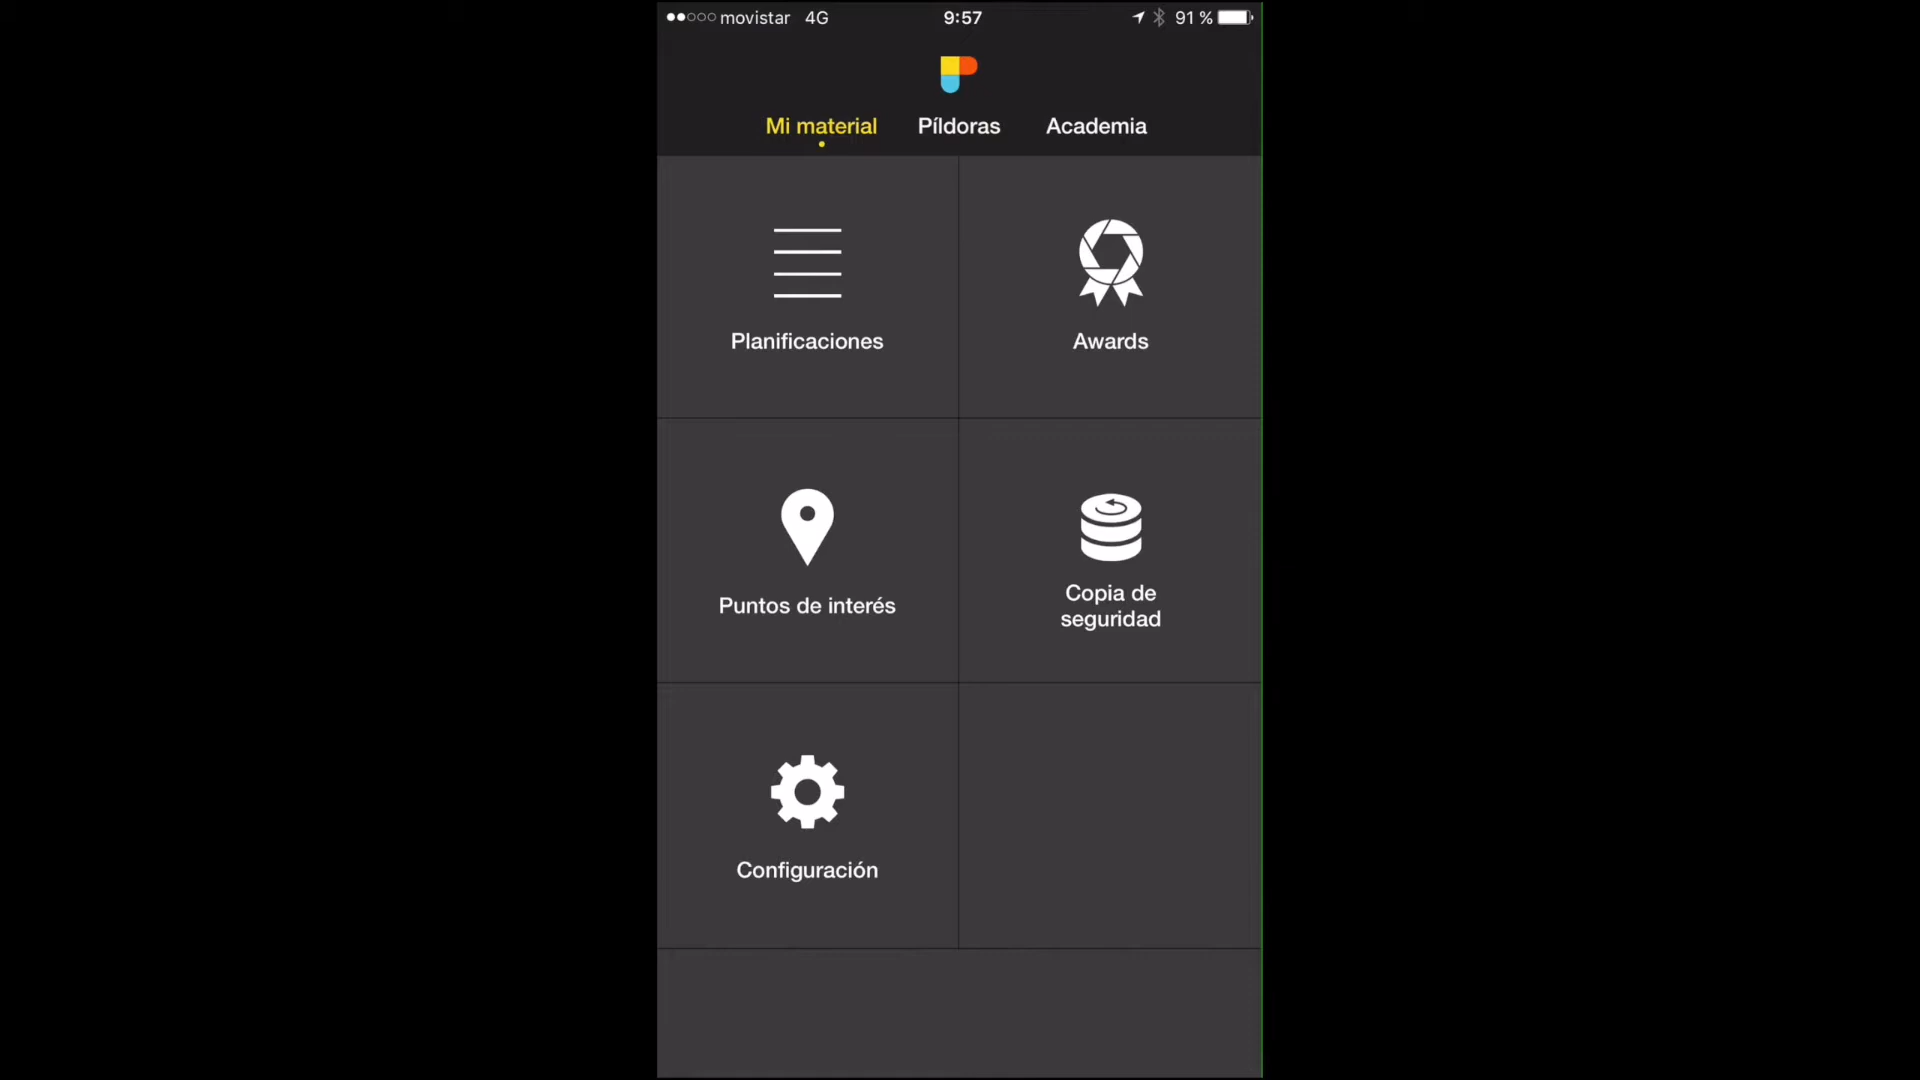 movistar 4G 9:57 91 %
Mi material Píldoras Academia
Planificaciones Awards
Puntos de interés
Copia de
seguridad
Configuración